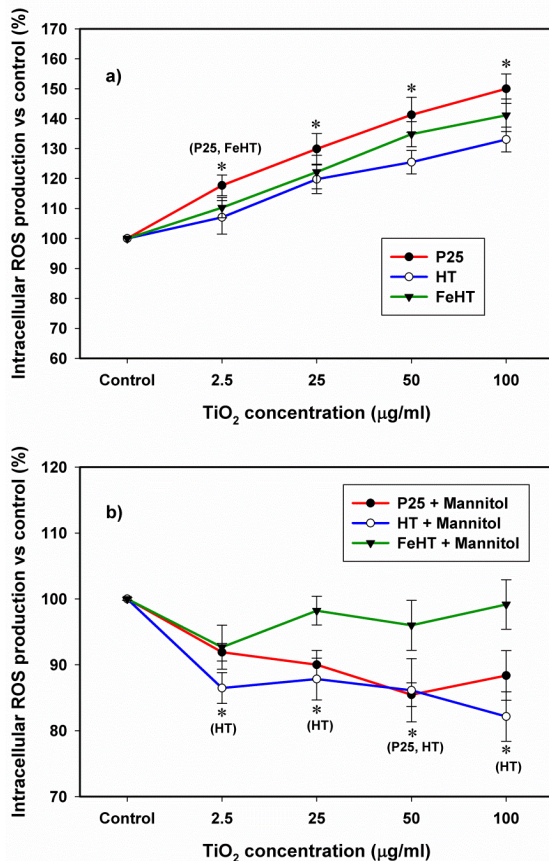 170
160
150
140
130
120
110
100
90
80
70
60
Intracellular ROS production vs control (%)
a)
*
*
*
(P25, FeHT)
*
P25
HT
FeHT
Control 2.5 25 50 100
TiO2 concentration (μg/ml)
120
110
100
90
80
70
Intracellular ROS production vs control (%)
b)
P25 + Mannitol
HT + Mannitol
FeHT + Mannitol
*
(HT)
*
(HT)
*
(P25, HT)
*
(HT)
Control 2.5 25 50 100
TiO2 concentration (μg/ml)